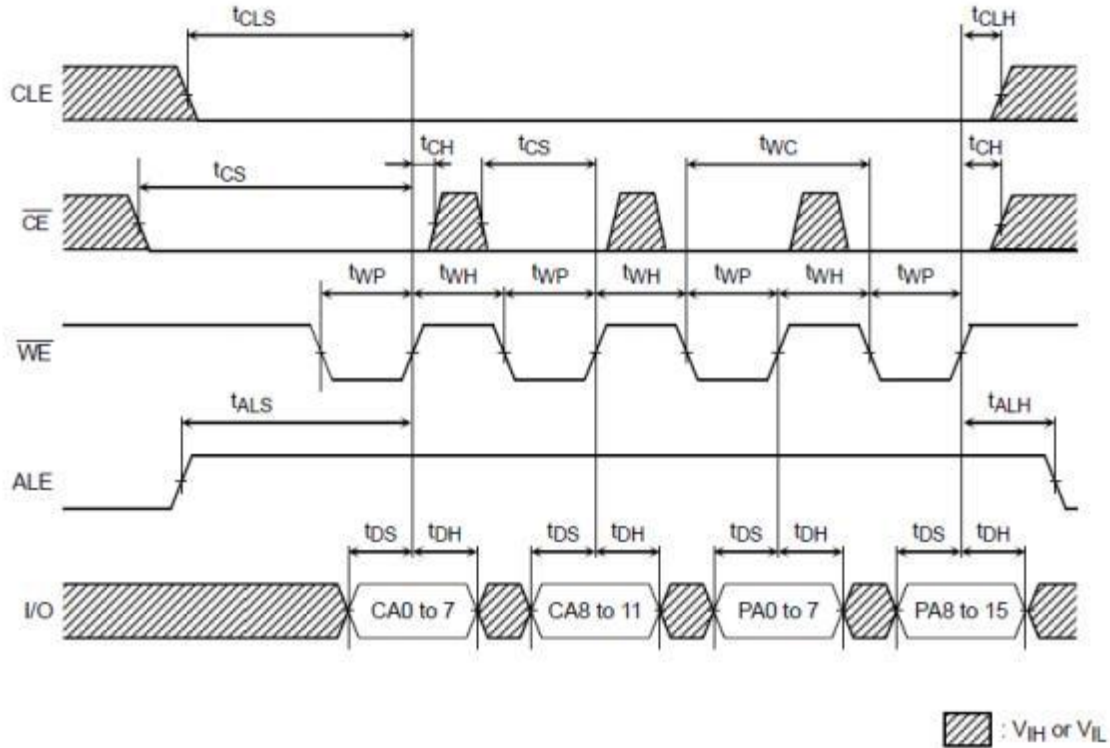 tCLS tCLH
CLE
tCH tCS tWC tCH
tCS
CE
tWP tWH tWP tWH tWP tWH tWP
WE
tALS tALH
ALE
tDS tDH tDS tDH tDS tDH tDS tDH
I/O CA0 to 7 CA8 to 11 PA0 to 7 PA8 to 15
: VIH or VIL